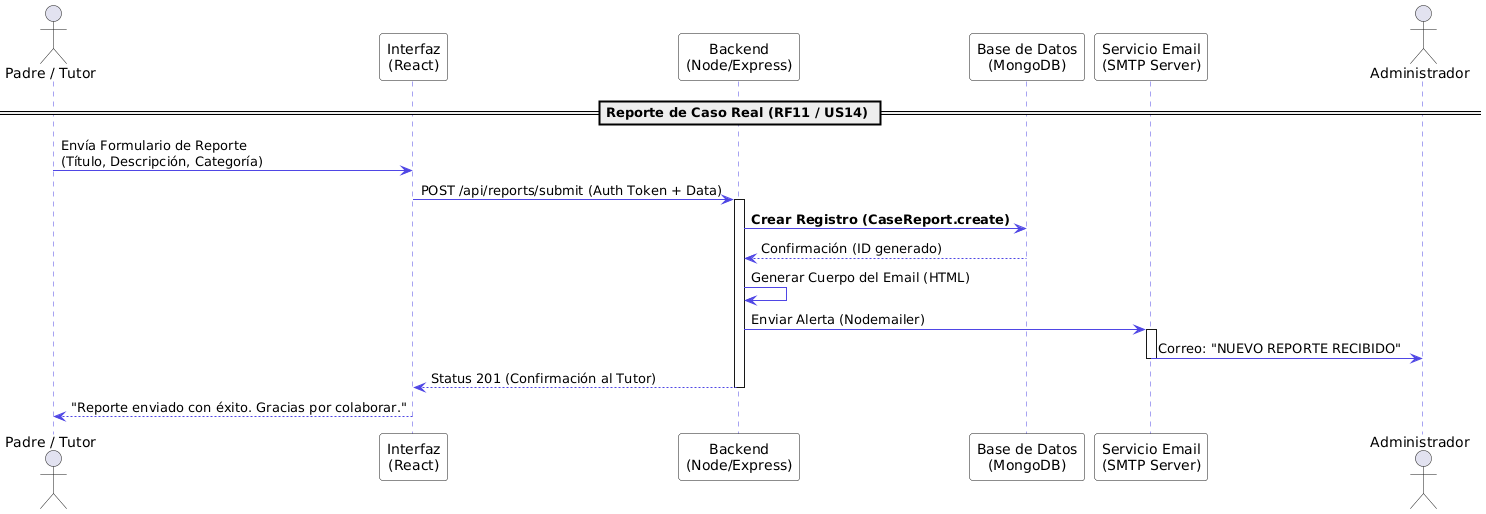 Padre / Tutor
Interfaz
(React)
Backend
(Node/Express)
Base de Datos
(MongoDB)
Servicio Email
(SMTP Server)
Administrador
Reporte de Caso Real (RF11 / US14)
Envía Formulario de Reporte
(Título, Descripción, Categoría)
POST /api/reports/submit (Auth Token + Data)
Crear Registro (CaseReport.create)
Confirmación (ID generado)
Generar Cuerpo del Email (HTML)
Enviar Alerta (Nodemailer)
Correo: "NUEVO REPORTE RECIBIDO"
Status 201 (Confirmación al Tutor)
"Reporte enviado con éxito. Gracias por colaborar."
Padre / Tutor
Interfaz
(React)
Backend
(Node/Express)
Base de Datos
(MongoDB)
Servicio Email
(SMTP Server)
Administrador